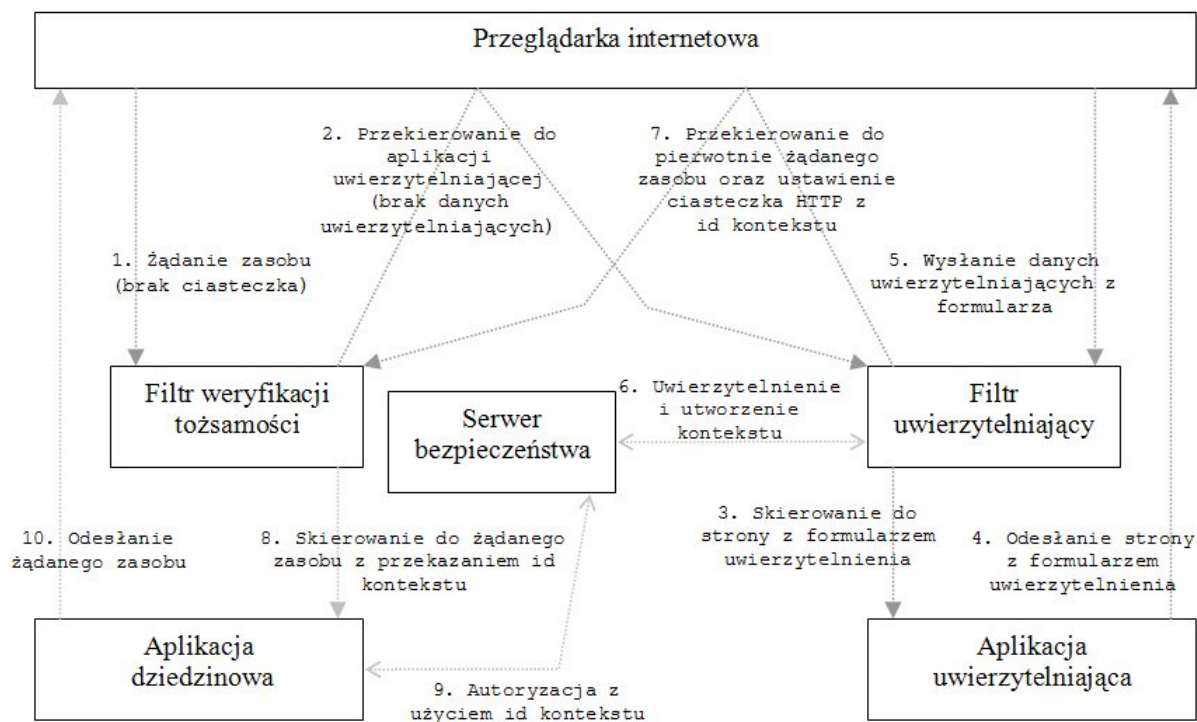 Przeglądarka internetowa
2. Przekierowanie do
aplikacji
uwierzytelniającej
(brak danych
uwierzytelniających)
7. Przekierowanie do
pierwotnie żądanego
zasobu oraz ustawienie
ciasteczka HTTP z
id kontekstu
1. Żądanie zasobu
(brak ciasteczka)
5. Wysłanie danych
uwierzytelniających z
formularza
Filtr weryfikacji
tożsamości
Serwer
bezpieczeństwa
6. Uwierzytelnienie
i utworzenie
kontekstu
Filtr
uwierzytelniający
10. Odesłanie
żądanego zasobu
8. Skierowanie do żądanego
zasobu z przekazaniem id
kontekstu
3. Skierowanie do
strony z formularzem
uwierzytelnienia
4. Odesłanie strony
z formularzem
uwierzytelnienia
Aplikacja
dziedzinowa
9. Autoryzacja z
użyciem id kontekstu
Aplikacja
uwierzytelniająca